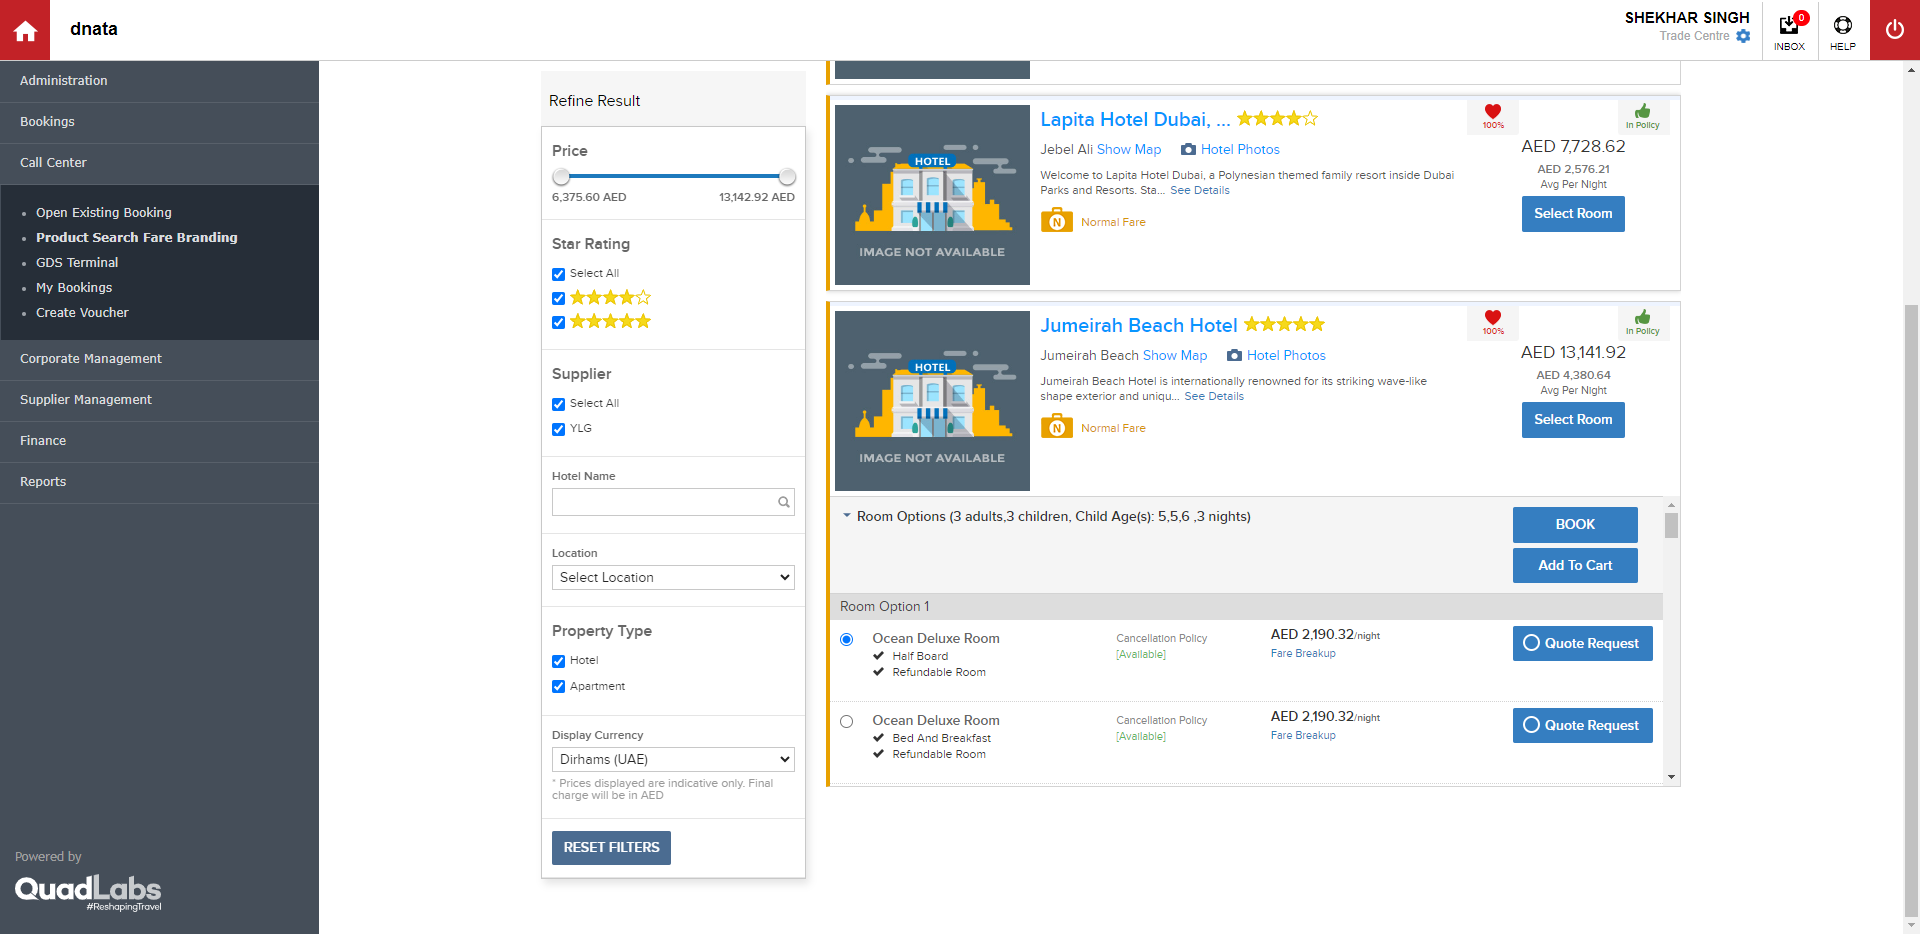 dnata
SHEKHAR SINGH
Trade Centre
0
INBOX
HELP
Administration
Bookings
Call Center
Open Existing Booking
Product Search Fare Branding
GDS Terminal
My Bookings
Create Voucher
Corporate Management
Supplier Management
Finance
Reports
Powered by
QuadLabs
#ReshapingTravel
Refine Result
Price
6,375.60 AED 13,142.92 AED
Star Rating
Select All
Supplier
Select All
YLG
Hotel Name
Location
Select Location
Property Type
Hotel
Apartment
Display Currency
Dirhams (UAE)
* Prices displayed are indicative only. Final
charge will be in AED
RESET FILTERS
HOTEL
IMAGE NOT AVAILABLE
Lapita Hotel Dubai, ...
Jebel Ali Show Map Hotel Photos
Welcome to Lapita Hotel Dubai, a Polynesian themed family resort inside Dubai
Parks and Resorts. Sta... See Details
N Normal Fare
100%
In Policy
AED 7,728.62
AED 2,576.21
Avg Per Night
Select Room
HOTEL
IMAGE NOT AVAILABLE
Jumeirah Beach Hotel
Jumeirah Beach Show Map Hotel Photos
Jumeirah Beach Hotel is internationally renowned for its striking wave-like
shape exterior and uniqu... See Details
N Normal Fare
100%
In Policy
AED 13,141.92
AED 4,380.64
Avg Per Night
Select Room
Room Options (3 adults,3 children, Child Age(s): 5,5,6 ,3 nights)
BOOK
Add To Cart
Room Option 1
Ocean Deluxe Room
Half Board
Refundable Room
Cancellation Policy
[Available]
AED 2,190.32/night
Fare Breakup
Quote Request
Ocean Deluxe Room
Bed And Breakfast
Refundable Room
Cancellation Policy
[Available]
AED 2,190.32/night
Fare Breakup
Quote Request